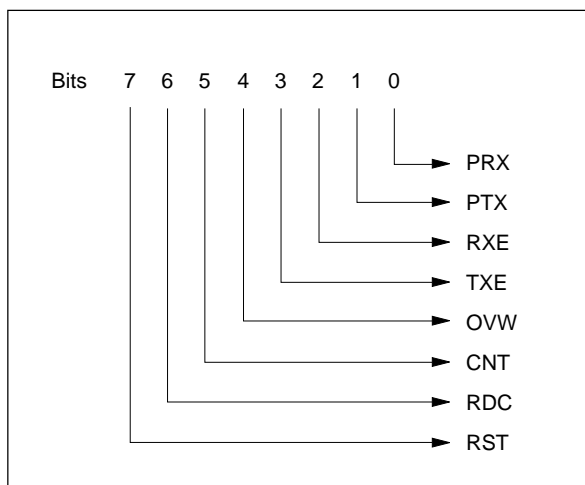 Bits 7 6 5 4 3 2 1 0
PRX
PTX
RXE
TXE
OVW
CNT
RDC
RST